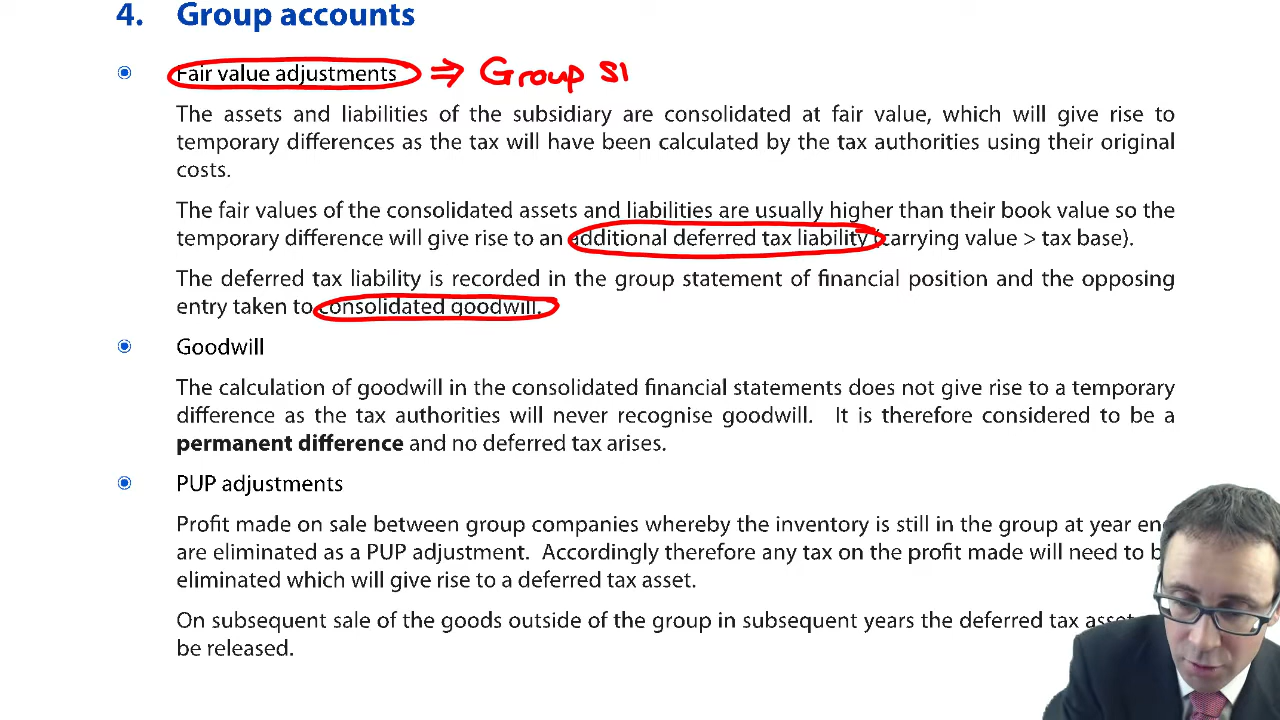 4. Group accounts
Fair value adjustments ⇒ Group SI
The assets and liabilities of the subsidiary are consolidated at fair value, which will give rise to
temporary differences as the tax will have been calculated by the tax authorities using their original
costs.
The fair values of the consolidated assets and liabilities are usually higher than their book value so the
temporary difference will give rise to an additional deferred tax liability (carrying value > tax base).
The deferred tax liability is recorded in the group statement of financial position and the opposing
entry taken to consolidated goodwill.
Goodwill
The calculation of goodwill in the consolidated financial statements does not give rise to a temporary
difference as the tax authorities will never recognise goodwill. It is therefore considered to be a
permanent difference and no deferred tax arises.
PUP adjustments
Profit made on sale between group companies whereby the inventory is still in the group at year en
are eliminated as a PUP adjustment. Accordingly therefore any tax on the profit made will need to b
eliminated which will give rise to a deferred tax asset.
On subsequent sale of the goods outside of the group in subsequent years the deferred tax asset
be released.